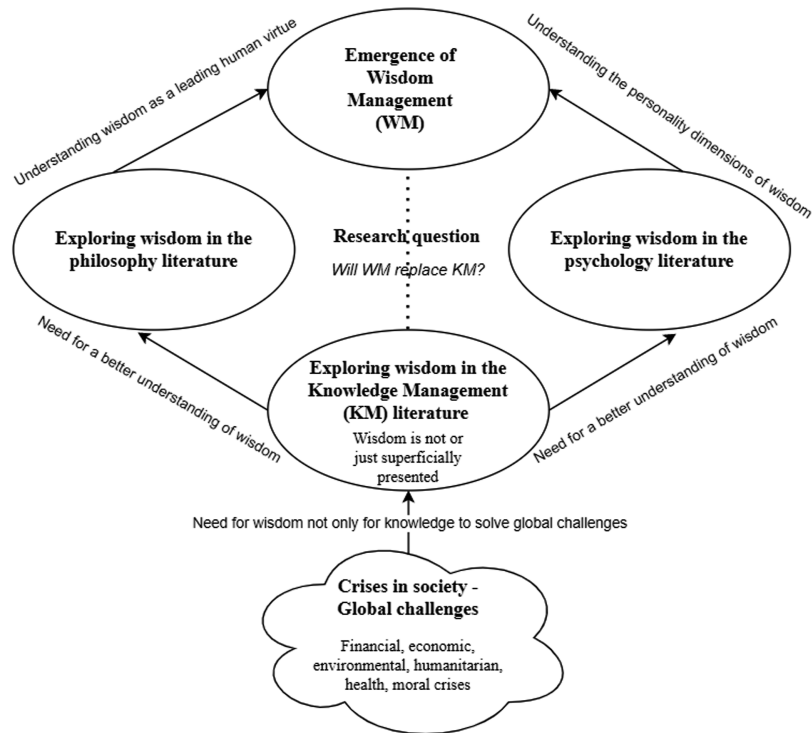 Emergence of
Wisdom
Management
(WM)
Understanding wisdom as a leading human virtue
Understanding the personality dimensions of wisdom
Exploring wisdom in the
philosophy literature
Research question
Will WM replace KM?
Exploring wisdom in the
psychology literature
Need for a better understanding of wisdom
Need for a better understanding of wisdom
Exploring wisdom in the
Knowledge Management
(KM) literature
Wisdom is not or
just superficially
presented
Need for wisdom not only for knowledge to solve global challenges
Crises in society -
Global challenges
Financial, economic,
environmental, humanitarian,
health, moral crises